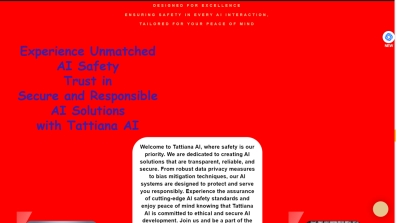 DESIGNED FOR EXCELLENCE
ENSURING SAFETY IN EVERY AI INTERACTION,
TAILORED FOR YOUR PEACE OF MIND
Experience Unmatched
AI Safety
Trust in
Secure and Responsible
AI Solutions
with Tattiana AI
NEW
Welcome to Tattiana AI, where safety is our
priority. We are dedicated to creating AI
solutions that are transparent, reliable, and
secure. From robust data privacy measures
to bias mitigation techniques, our AI
systems are designed to protect and serve
you responsibly. Experience the assurance
of cutting-edge AI safety standards and
enjoy peace of mind knowing that Tattiana
AI is committed to ethical and secure AI
development. Join us and be a part of the